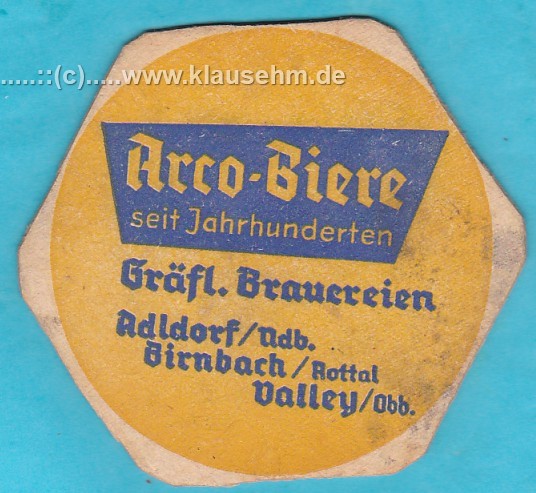 .....::(c).....www.klausehm.de
Arco-Biere
seit Jahrhunderten
Gräfl. Brauereien
Adldorf/Ndb.
Birnbach/Rottal
Valley/Obb.